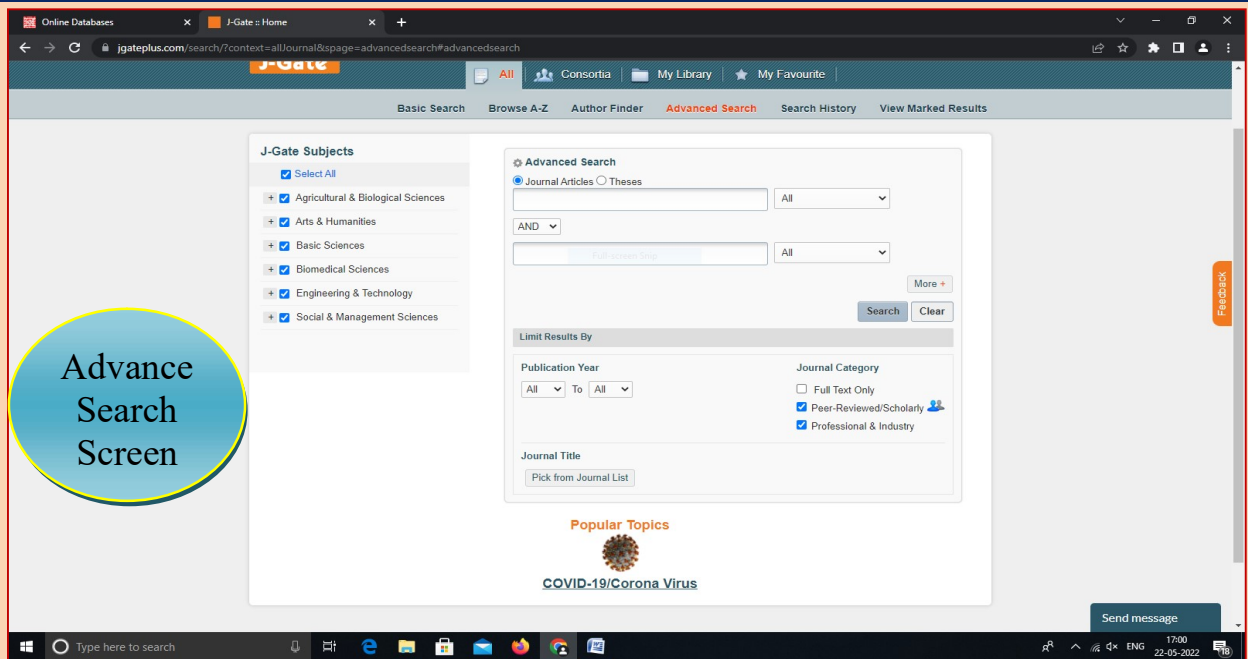 Online Databases
J-Gate :: Home
jgateplus.com/search/?context=allJournal&spage=advancedsearch#advancedsearch
J-Gate
All
Consortia
My Library
My Favourite
Basic Search
Browse A-Z
Author Finder
Advanced Search
Search History
View Marked Results
J-Gate Subjects
Select All
Agricultural & Biological Sciences
Arts & Humanities
Basic Sciences
Biomedical Sciences
Engineering & Technology
Social & Management Sciences
Advanced Search
Journal Articles Theses
All
AND
Full-screen Snip
All
More +
Search Clear
Limit Results By
Publication Year
All To All
Journal Category
Full Text Only
Peer-Reviewed/Scholarly
Professional & Industry
Journal Title
Pick from Journal List
Popular Topics
COVID-19/Corona Virus
Feedback
Advance
Search
Screen
Send message
Type here to search
ENG
17:00
22-05-2022
18